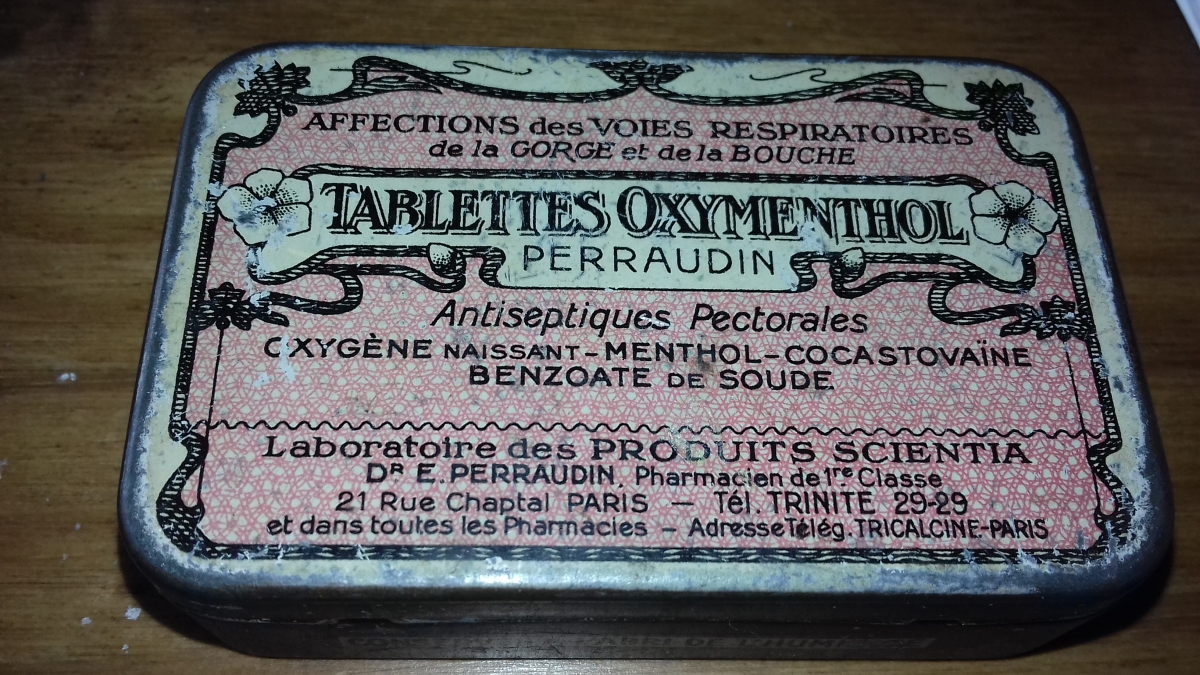 AFFECTIONS des VOIES RESPIRATOIRES
de la GORGE et de la BOUCHE
TABLETTES OXYMENTHOL
PERRAUDIN
Antiseptiques Pectorales
OXYGÈNE NAISSANT-MENTHOL-COCASTOVAÏNE
BENZOATE DE SOUDE
Laboratoire des PRODUITS SCIENTIA
DR E. PERRAUDIN, Pharmacien de 1re Classe
21 Rue Chaptal PARIS — Tél. TRINITE 29-29
et dans toutes les Pharmacies — Adresse Télég. TRICALCINE-PARIS